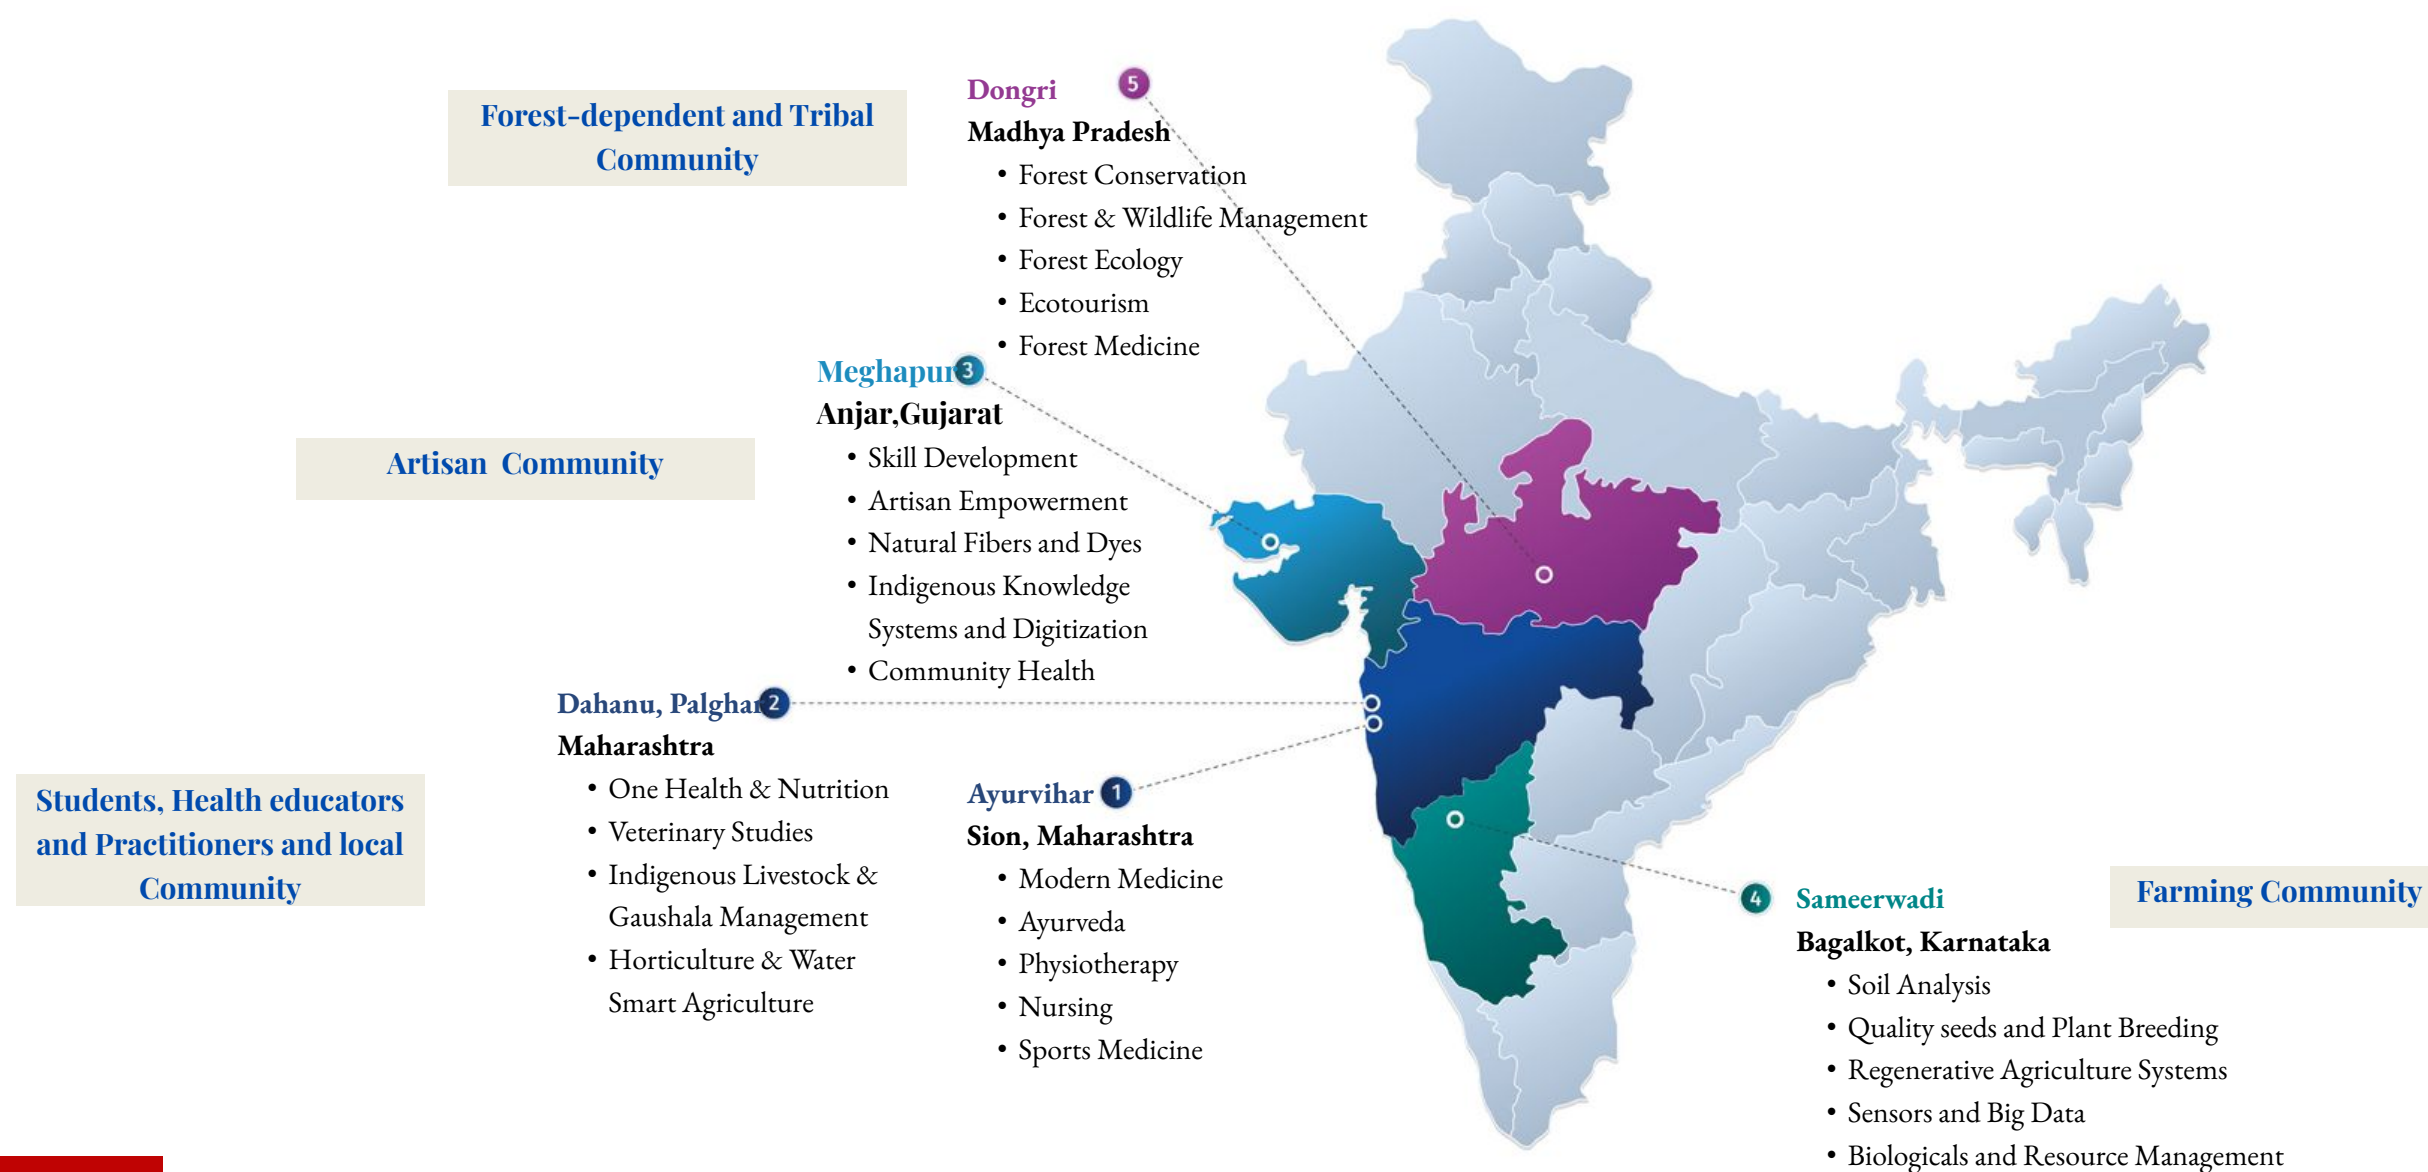 Forest-dependent and Tribal
Community
Dongri
5
Madhya Pradesh
• Forest Conservation
• Forest & Wildlife Management
• Forest Ecology
• Ecotourism
• Forest Medicine
Artisan Community
Meghapur
3
Anjar,Gujarat
• Skill Development
• Artisan Empowerment
• Natural Fibers and Dyes
• Indigenous Knowledge
Systems and Digitization
• Community Health
Students, Health educators
and Practitioners and local
Community
Dahanu, Palghar
2
Maharashtra
• One Health & Nutrition
• Veterinary Studies
• Indigenous Livestock &
Gaushala Management
• Horticulture & Water
Smart Agriculture
Ayurvihar
1
Sion, Maharashtra
• Modern Medicine
• Ayurveda
• Physiotherapy
• Nursing
• Sports Medicine
4
Sameerwadi
Bagalkot, Karnataka
• Soil Analysis
• Quality seeds and Plant Breeding
• Regenerative Agriculture Systems
• Sensors and Big Data
• Biologicals and Resource Management
Farming Community